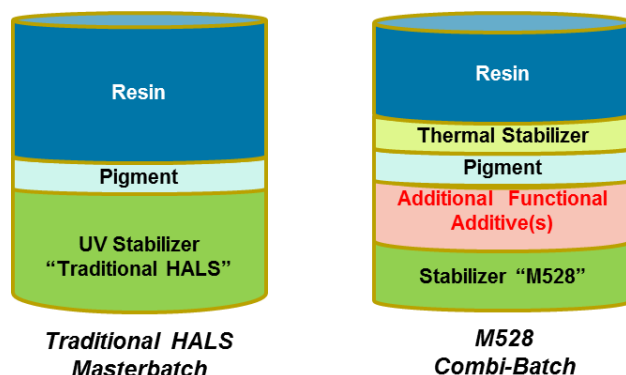 Resin
Pigment
UV Stabilizer
“Traditional HALS”
Traditional HALS
Masterbatch
Resin
Thermal Stabilizer
Pigment
Additional Functional
Additive(s)
Stabilizer “M528”
M528
Combi-Batch